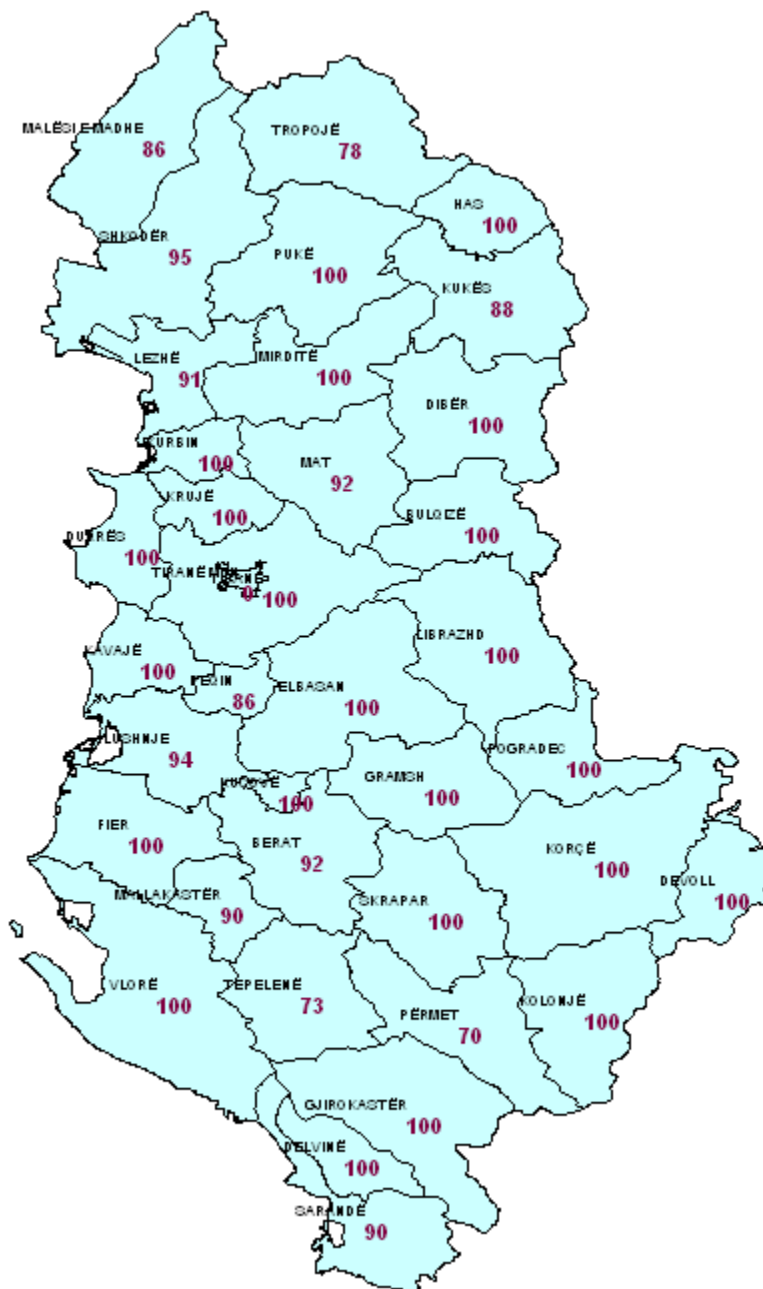 MALËSI E MADHE
86
TROPOJË
78
HAS
100
SHKODËR
95
PUKË
100
KUKËS
88
LEZHË
91
MIRDITË
100
DIBËR
100
KURBIN
100
MAT
92
KRUJË
100
BULQIZË
100
DURRËS
100
0
100
LIBRAZHD
100
KAVAJË
100
PEQIN
86
ELBASAN
100
LUSHNJE
94
POGRADEC
100
KUÇOVË
100
GRAMSH
100
FIER
100
BERAT
92
KORÇË
100
DEVOLL
100
MALLAKASTËR
90
SKRAPAR
100
VLORË
100
TEPELENË
73
PËRMET
70
KOLONJË
100
GJIROKASTËR
100
DELVINË
100
SARANDË
90